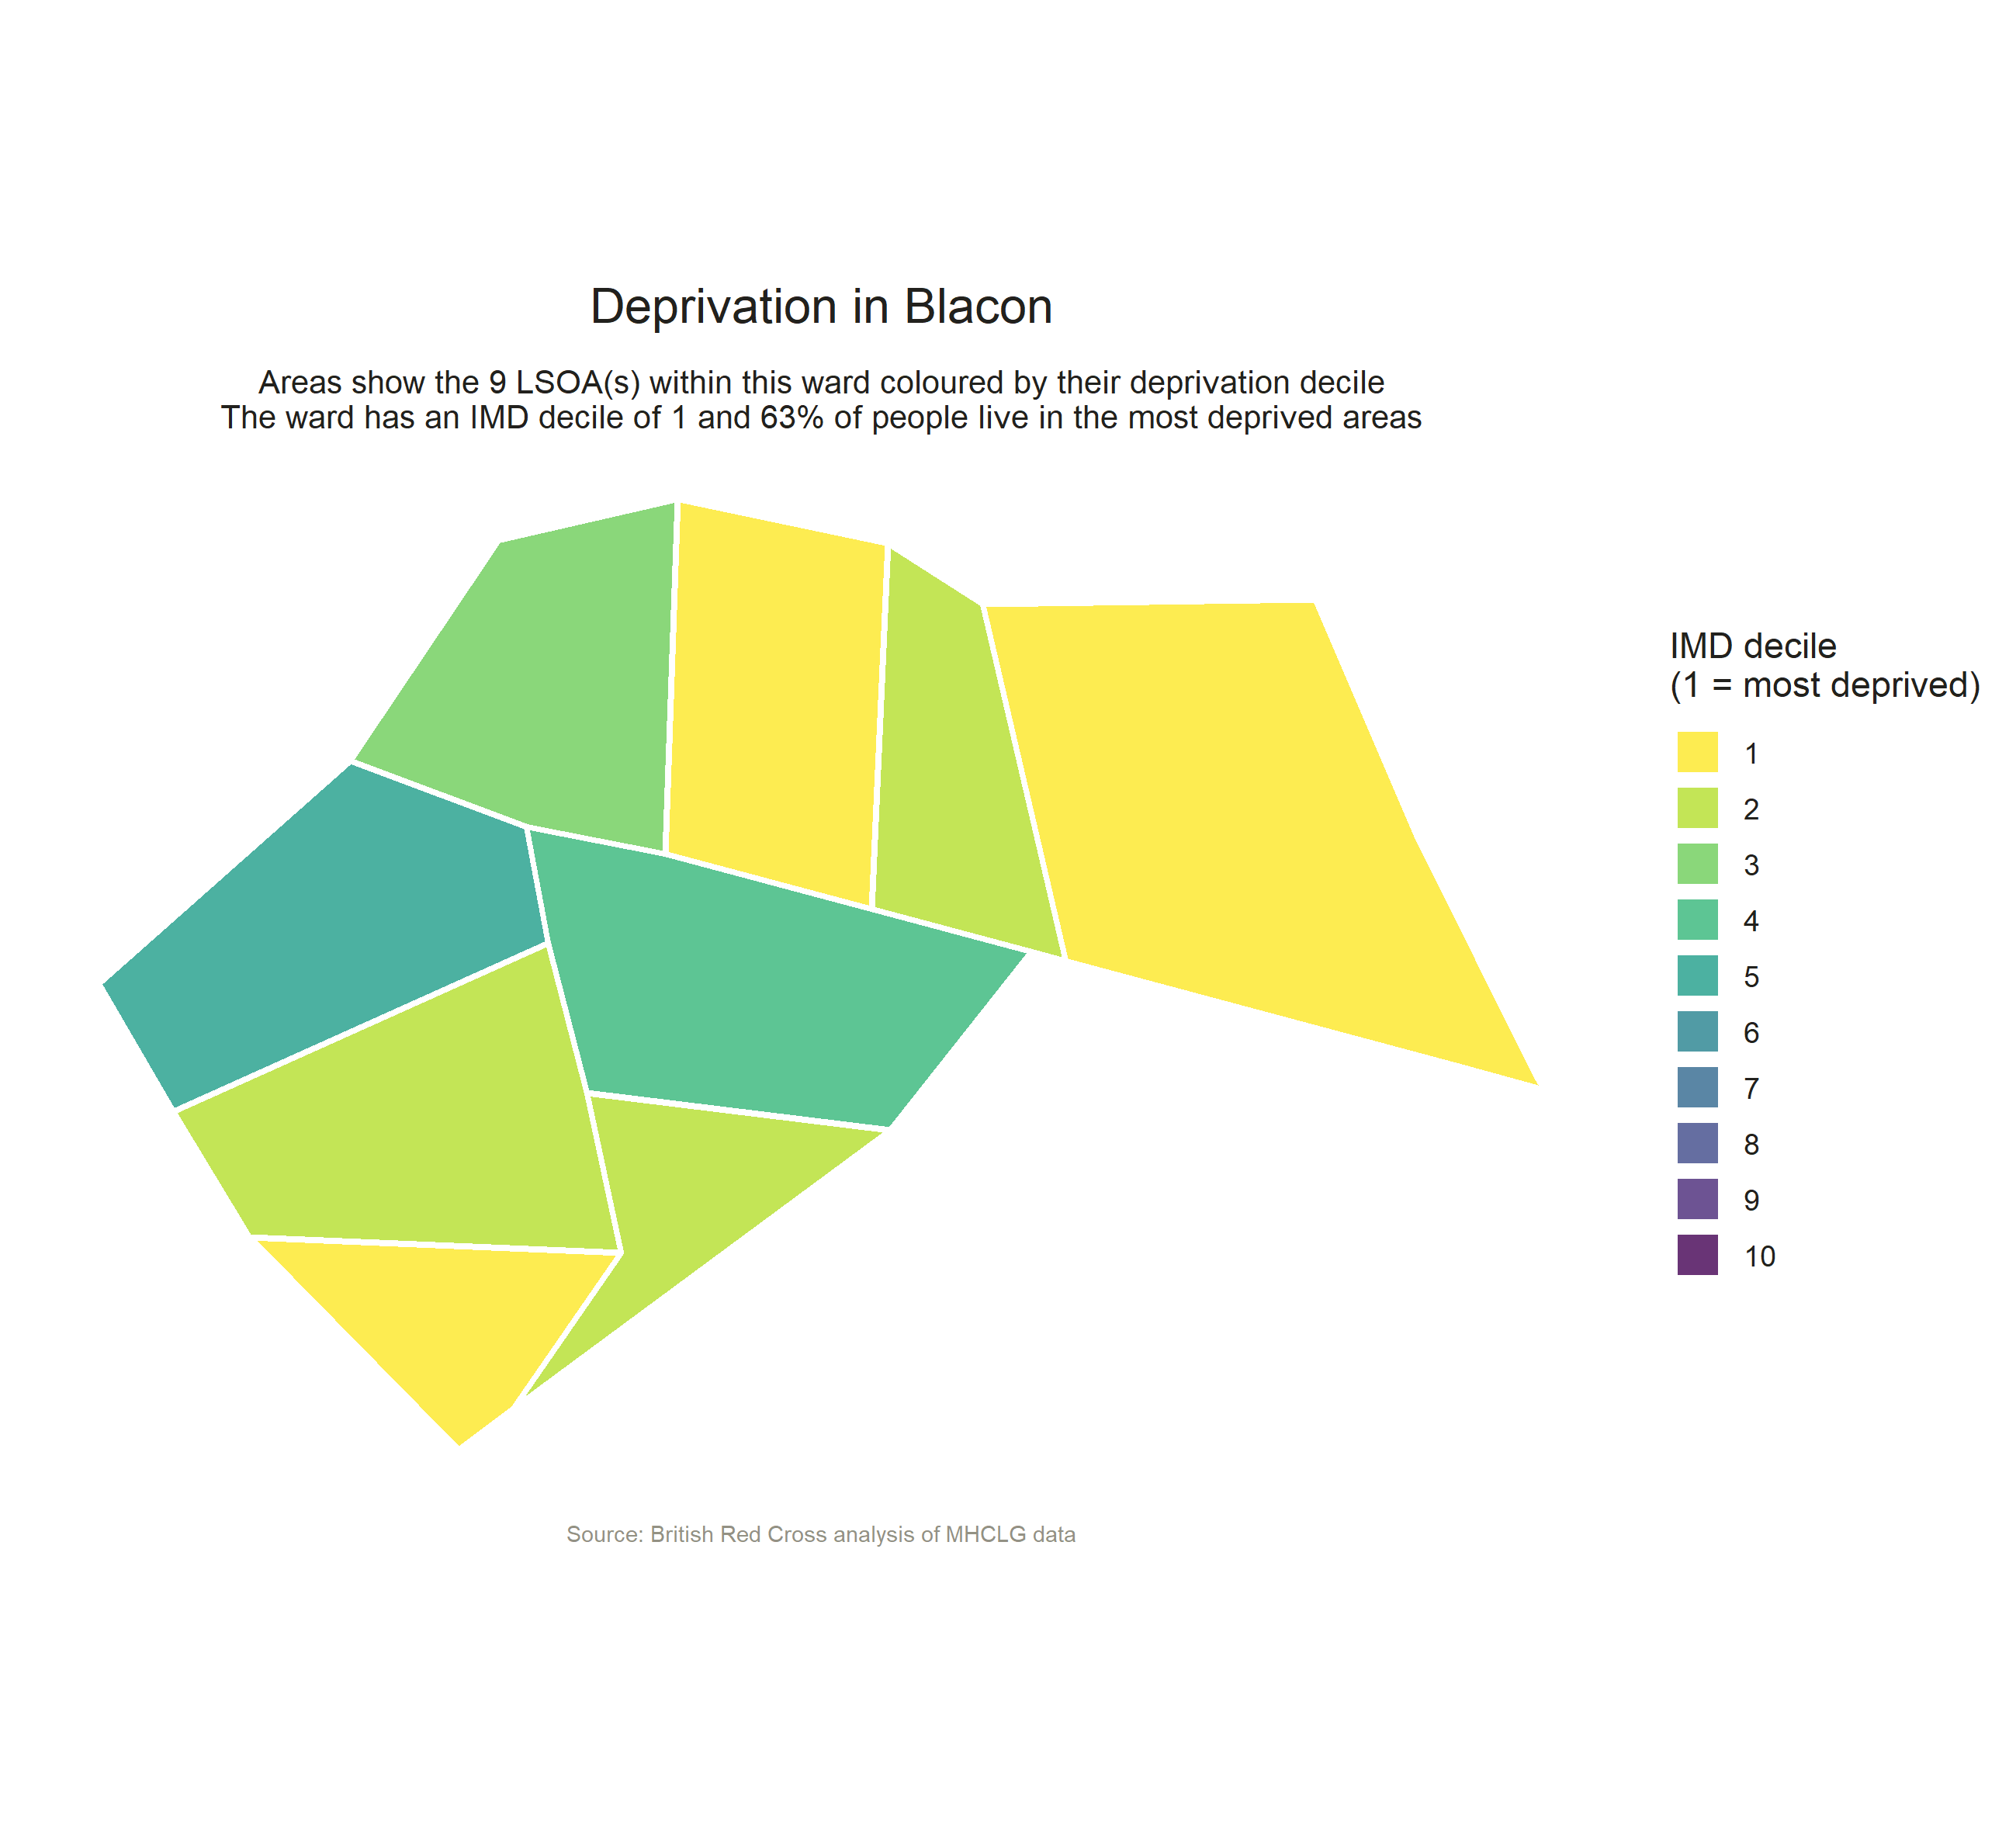 Deprivation in Blacon
Areas show the 9 LSOA(s) within this ward coloured by their deprivation decile
The ward has an IMD decile of 1 and 63% of people live in the most deprived areas
IMD decile
(1 = most deprived)
1
2
3
4
5
6
7
8
9
10
Source: British Red Cross analysis of MHCLG data